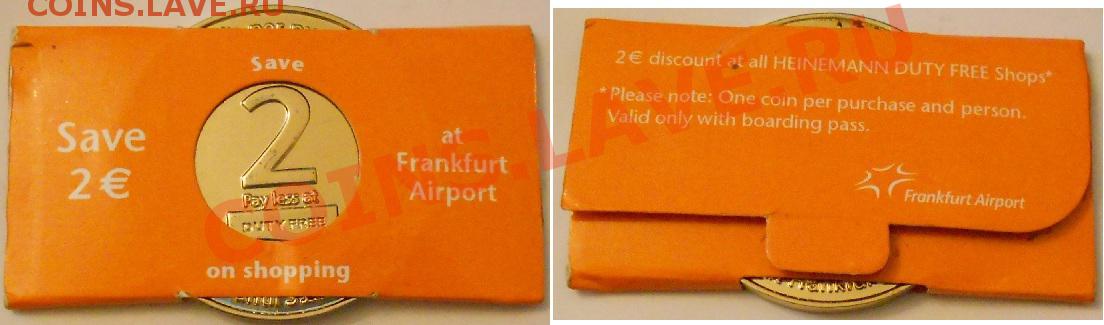 COINS.LAVE.RU
Save
Save
2€
2
Pay less at
DUTY FREE
at
Frankfurt
Airport
on shopping
2€ discount at all HEINEMANN DUTY FREE Shops*
*Please note: One coin per purchase and person.
Valid only with boarding pass.
Frankfurt Airport
COINS.LAVE.RU